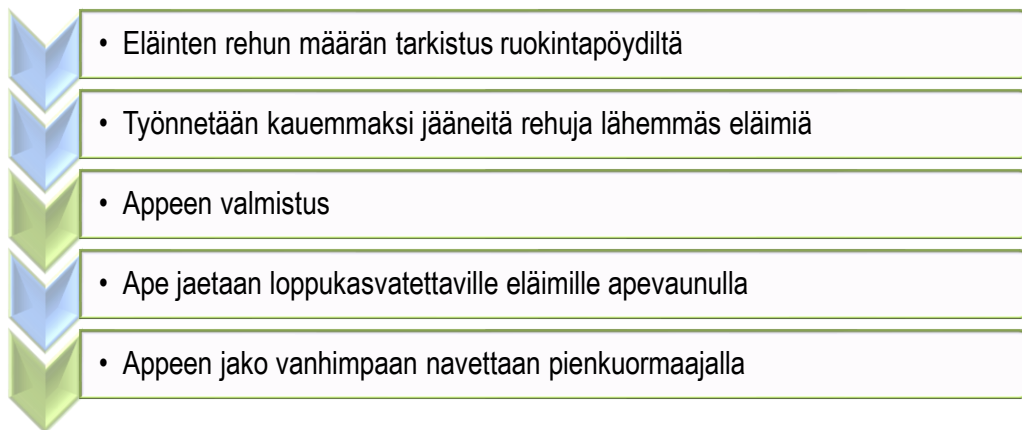 • Eläinten rehun määrän tarkistus ruokintapöydiltä
• Työnnetään kauemmaksi jääneitä rehuja lähemmäs eläimiä
• Appeen valmistus
• Ape jaetaan loppukasvatettaville eläimille apevaunulla
• Appeen jako vanhimpaan navettaan pienkuormaajalla